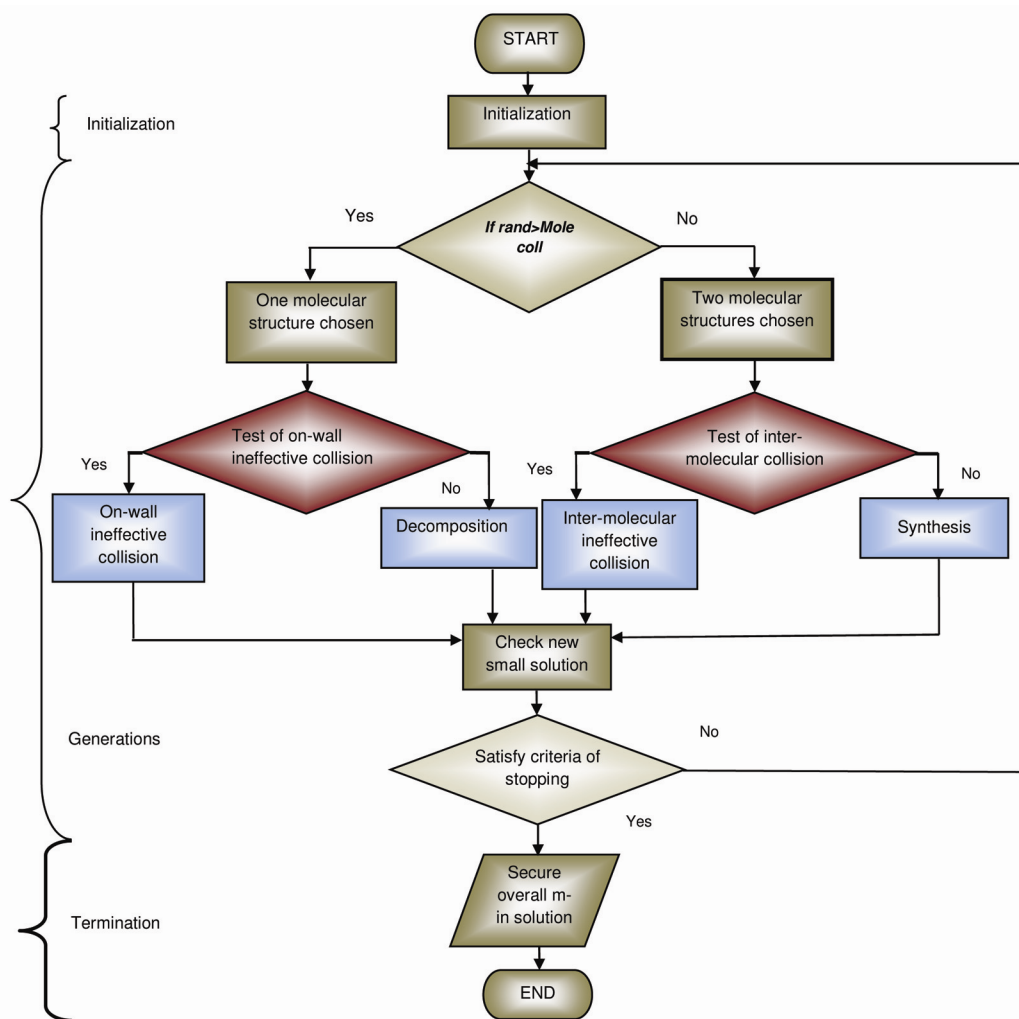 START
Initialization
Initialization
If rand>Mole
coll
Yes
No
One molecular
structure chosen
Two molecular
structures chosen
Test of on-wall
ineffective collision
Test of inter-
molecular collision
Yes
No
Yes
No
On-wall
ineffective
collision
Decomposition
Inter-molecular
ineffective
collision
Synthesis
Check new
small solution
Generations
Satisfy criteria of
stopping
No
Yes
Secure
overall m-
in solution
Termination
END